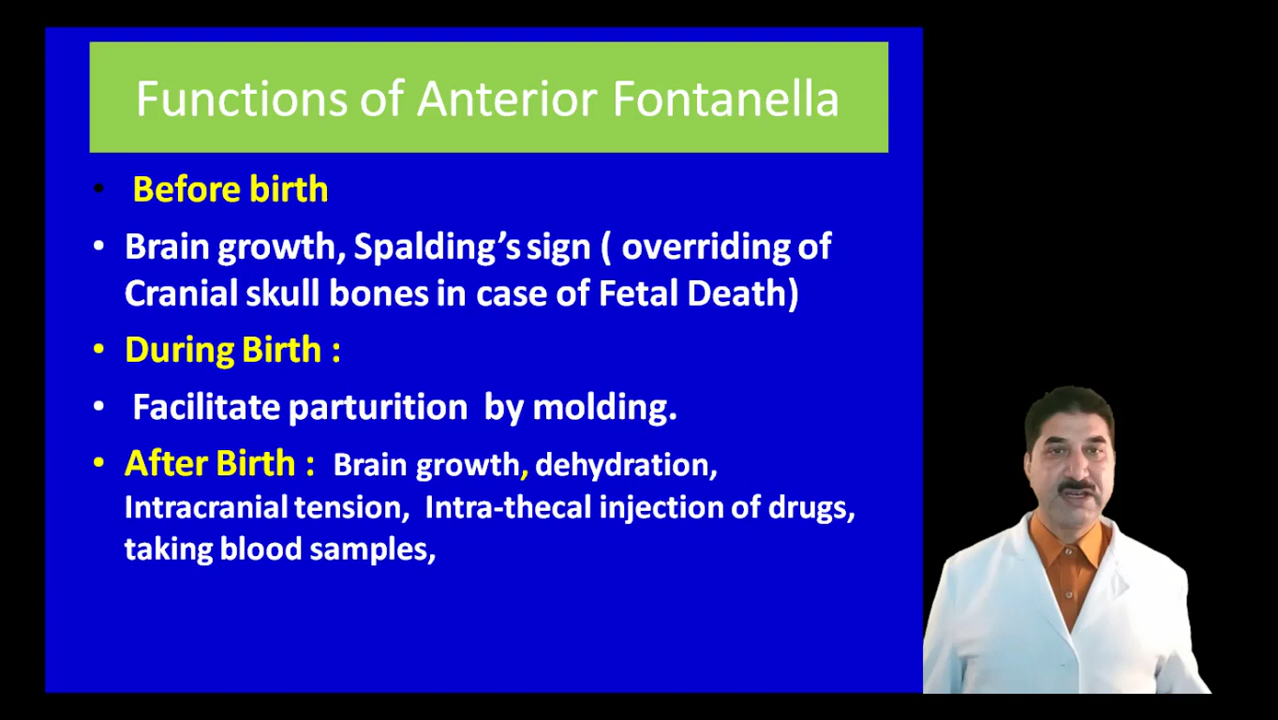 Functions of Anterior Fontanella
• Before birth
• Brain growth, Spalding's sign ( overriding of
Cranial skull bones in case of Fetal Death)
• During Birth :
• Facilitate parturition by molding.
• After Birth : Brain growth, dehydration,
Intracranial tension, Intra-thecal injection of drugs,
taking blood samples,